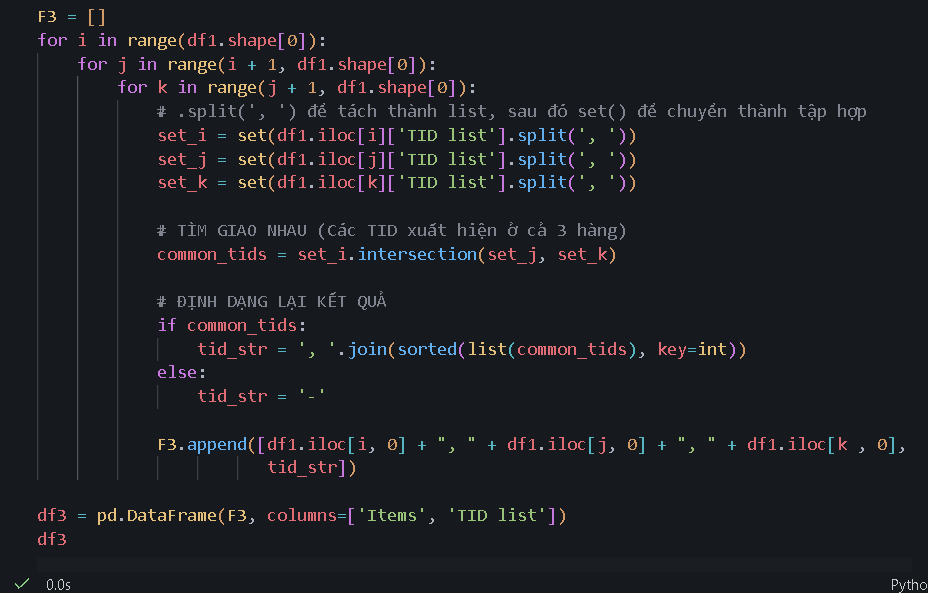 F3 = []
for i in range(df1.shape[0]):
    for j in range(i + 1, df1.shape[0]):
        for k in range(j + 1, df1.shape[0]):
            # .split(', ') để tách thành list, sau đó set() để chuyển thành tập hợp
            set_i = set(df1.iloc[i]['TID list'].split(', '))
            set_j = set(df1.iloc[j]['TID list'].split(', '))
            set_k = set(df1.iloc[k]['TID list'].split(', '))

            # TÌM GIAO NHAU (Các TID xuất hiện ở cả 3 hàng)
            common_tids = set_i.intersection(set_j, set_k)

            # ĐỊNH DẠNG LẠI KẾT QUẢ
            if common_tids:
                tid_str = ', '.join(sorted(list(common_tids), key=int))
            else:
                tid_str = '-'

            F3.append([df1.iloc[i, 0] + ", " + df1.iloc[j, 0] + ", " + df1.iloc[k , 0],
                       tid_str])

df3 = pd.DataFrame(F3, columns=['Items', 'TID list'])
df3
0.0s
Pytho